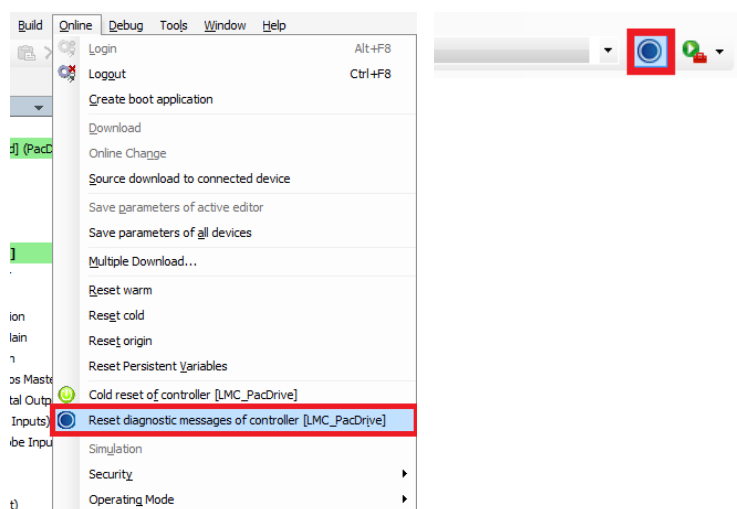 Build Online Debug Tools Window Help
Login Alt+F8
Logout Ctrl+F8
Create boot application
Download
d] (PacD
Online Change
Source download to connected device
Save parameters of active editor
Save parameters of all devices
]
Multiple Download...
Reset warm
ion
Reset cold
lain
Reset origin
n
Reset Persistent Variables
os Maste
Cold reset of controller [LMC_PacDrive]
tal Outp
Reset diagnostic messages of controller [LMC_PacDrive]
Inputs)
obe Inpu
Simulation
Security
Operating Mode
t)